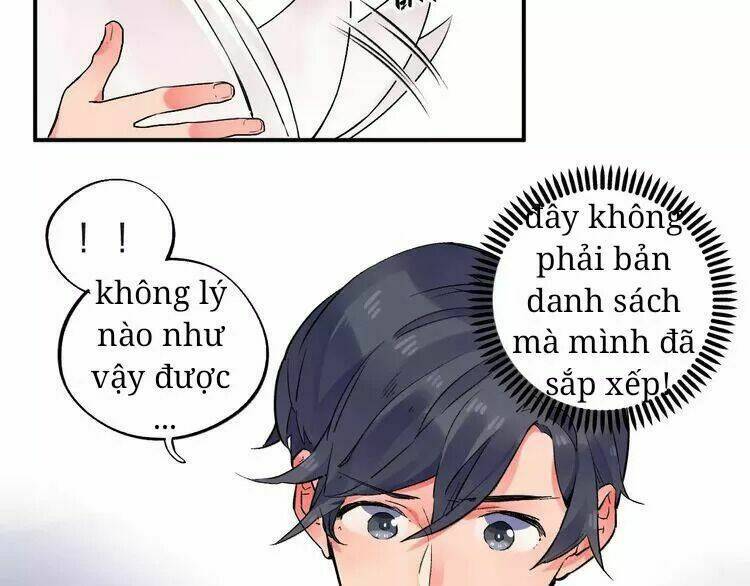 ! !
không lý
nào như
vậy được
...
đây không
phải bản
danh sách
mà mình đã
sắp xếp!